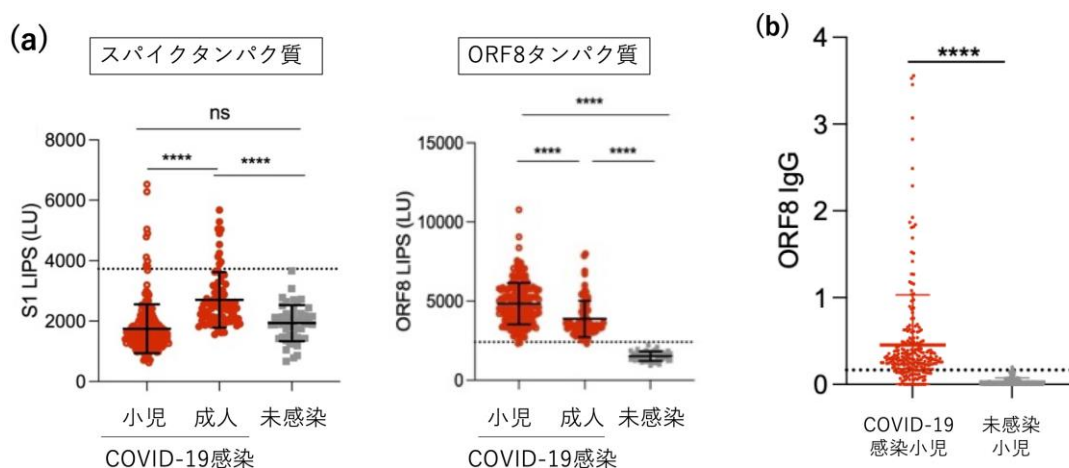 (a)
スパイクタンパク質
ns
****
****
8000
6000
4000
2000
0
S1 LIPS (LU)
小児
成人
未感染
COVID-19感染
ORF8タンパク質
****
****
****
15000
10000
5000
0
ORF8 LIPS (LU)
小児
成人
未感染
COVID-19感染
(b)
****
4
3
2
1
0
ORF8 IgG
COVID-19
感染小児
未感染
小児